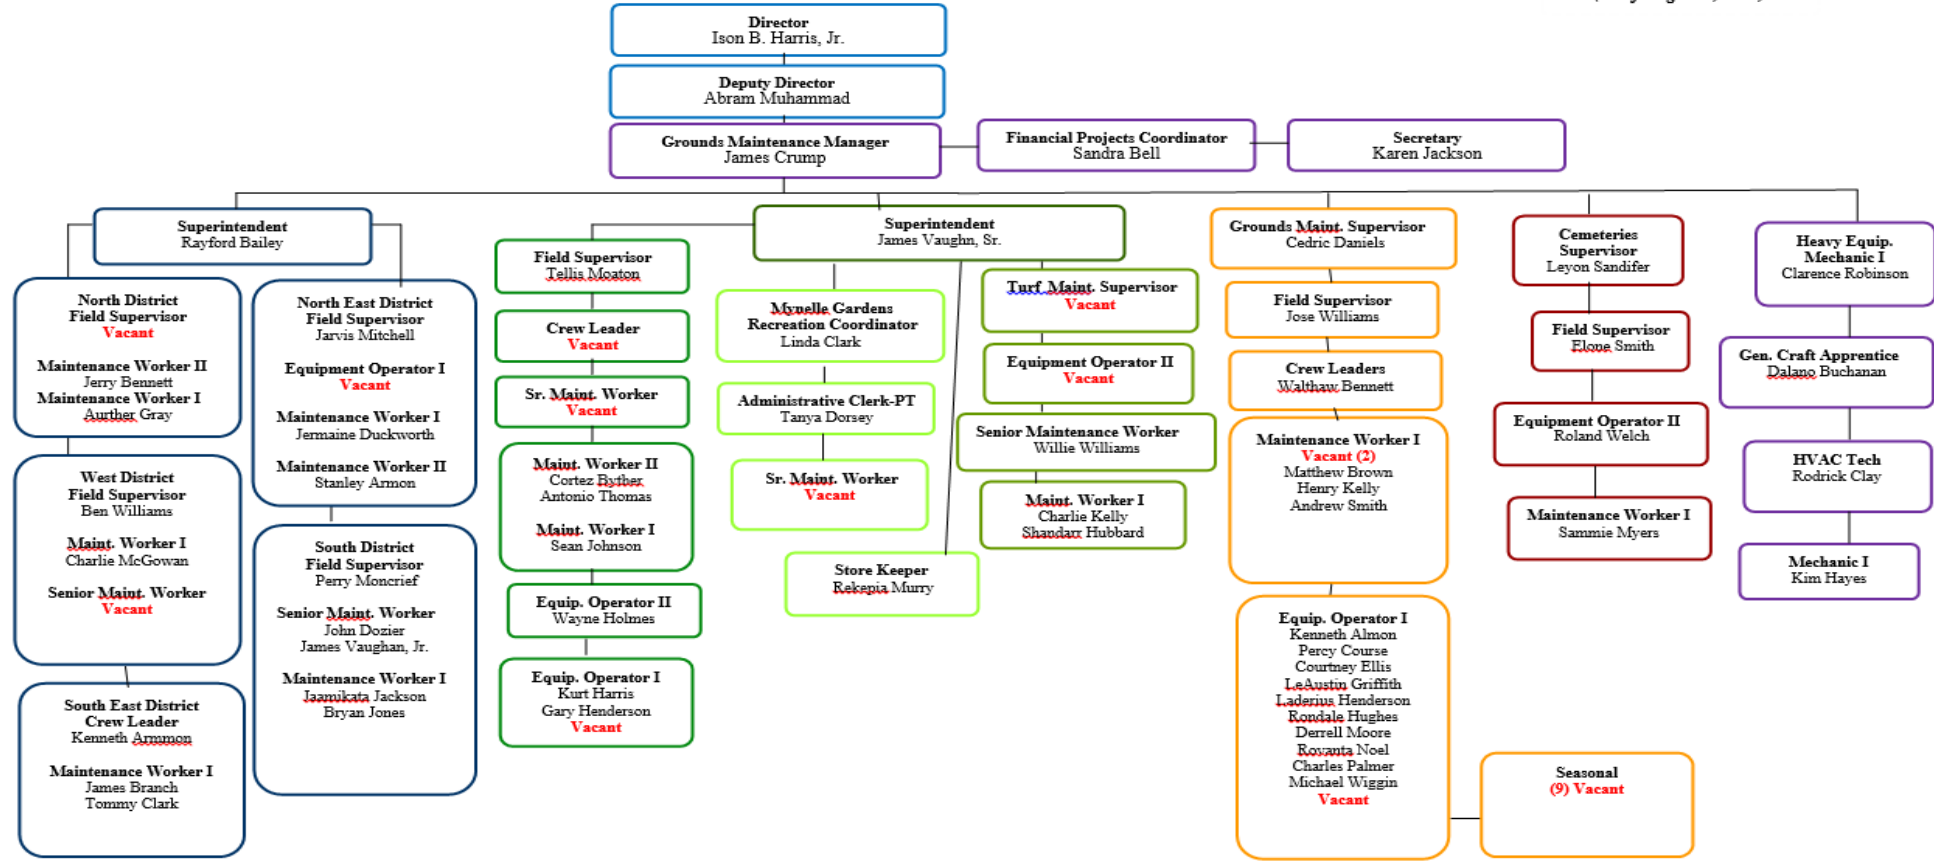 Director
Ison B. Harris, Jr.
Deputy Director
Abram Muhammad
Grounds Maintenance Manager
James Crump
Financial Projects Coordinator
Sandra Bell
Secretary
Karen Jackson
Superintendent
Rayford Bailey
North District
Field Supervisor
Vacant
Maintenance Worker II
Jerry Bennett
Maintenance Worker I
Aurther Gray
West District
Field Supervisor
Ben Williams
Maint. Worker I
Charlie McGowan
Senior Maint. Worker
Vacant
South East District
Crew Leader
Kenneth Armmon
Maintenance Worker I
James Branch
Tommy Clark
North East District
Field Supervisor
Jarvis Mitchell
Equipment Operator I
Vacant
Maintenance Worker I
Jermaine Duckworth
Maintenance Worker II
Stanley Armon
South District
Field Supervisor
Perry Moncrief
Senior Maint. Worker
John Dozier
James Vaughan, Jr.
Maintenance Worker I
Jaamikata Jackson
Bryan Jones
Superintendent
James Vaughn, Sr.
Field Supervisor
Tellis Moaton
Crew Leader
Vacant
Sr. Maint. Worker
Vacant
Maint. Worker II
Cortez Byther
Antonio Thomas
Maint. Worker I
Sean Johnson
Equip. Operator II
Wayne Holmes
Equip. Operator I
Kurt Harris
Gary Henderson
Vacant
Mynelle Gardens
Recreation Coordinator
Linda Clark
Administrative Clerk-PT
Tanya Dorsey
Sr. Maint. Worker
Vacant
Store Keeper
Rekepia Murry
Turf Maint. Supervisor
Vacant
Equipment Operator II
Vacant
Senior Maintenance Worker
Willie Williams
Maint. Worker I
Charlie Kelly
Shandarr Hubbard
Grounds Maint. Supervisor
Cedric Daniels
Field Supervisor
Jose Williams
Crew Leaders
Walthaw Bennett
Maintenance Worker I
Vacant (2)
Matthew Brown
Henry Kelly
Andrew Smith
Equip. Operator I
Kenneth Almon
Percy Course
Courtney Ellis
LeAustin Griffith
Laderius Henderson
Rondale Hughes
Derrell Moore
Rovanta Noel
Charles Palmer
Michael Wiggin
Vacant
Seasonal
(9) Vacant
Cemeteries
Supervisor
Leyon Sandifer
Field Supervisor
Elone Smith
Equipment Operator II
Roland Welch
Maintenance Worker I
Sammie Myers
Heavy Equip.
Mechanic I
Clarence Robinson
Gen. Craft Apprentice
Dalano Buchanan
HVAC Tech
Rodrick Clay
Mechanic I
Kim Hayes